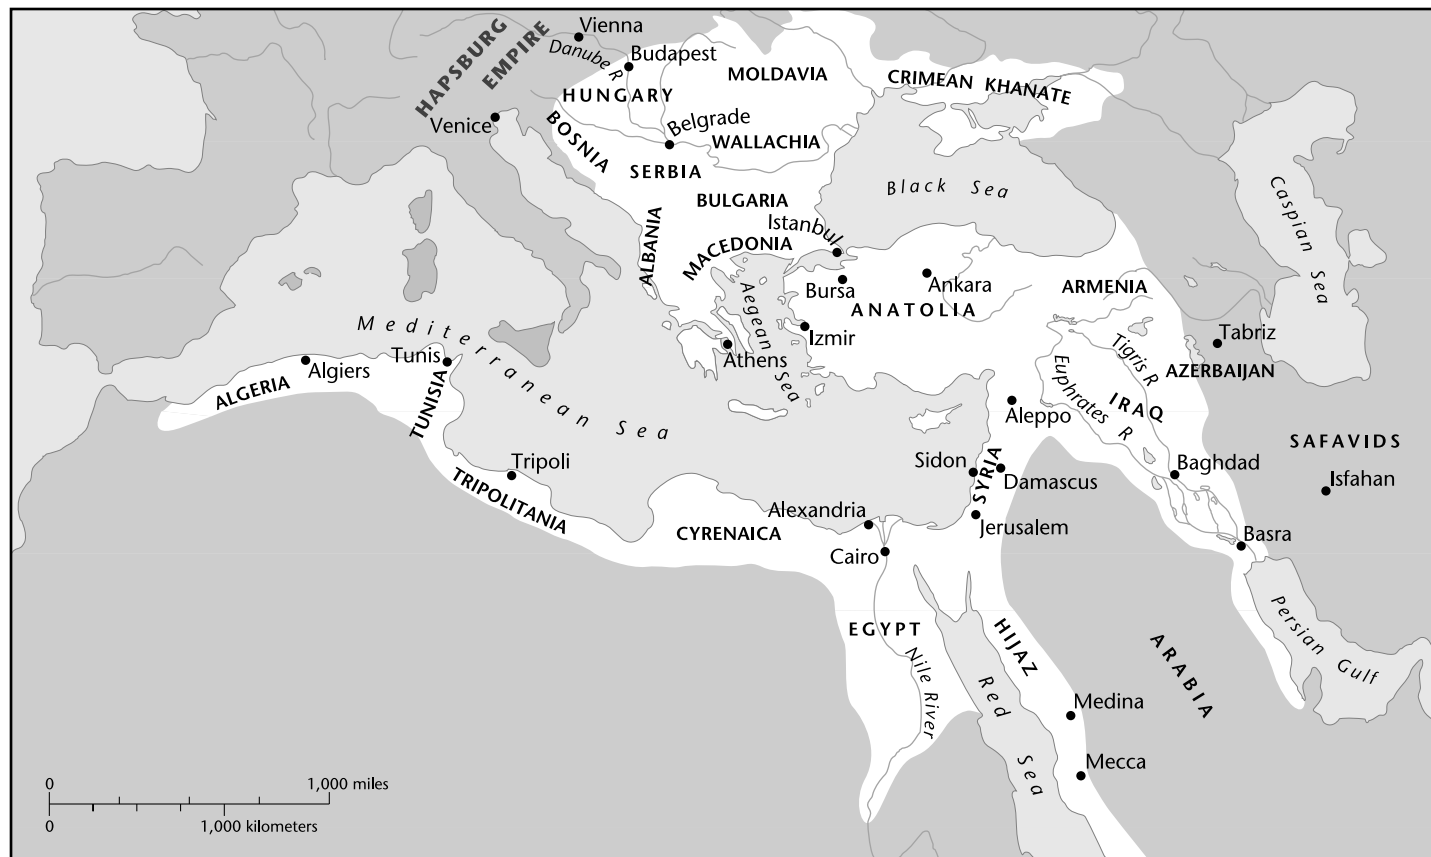 HAPSBURG
EMPIRE
Vienna
Danube R
Budapest
MOLDAVIA
CRIMEAN KHANATE
HUNGARY
Venice
BOSNIA
Belgrade
WALLACHIA
SERBIA
Black Sea
Caspian Sea
BULGARIA
Istanbul
ALBANIA
MACEDONIA
Bursa
Ankara
ANATOLIA
ARMENIA
Aegean Sea
Izmir
Athens
Mediterranean Sea
Tunis
Algiers
ALGERIA
TUNISIA
Tigris R
Euphrates R
Tabriz
AZERBAIJAN
IRAQ
Aleppo
SAFAVIDS
Isfahan
Tripoli
TRIPOLITANIA
Sidon
SYRIA
Damascus
Baghdad
Alexandria
CYRENAICA
Jerusalem
Basra
Cairo
EGYPT
Nile River
HIJAZ
Red Sea
ARABIA
Persian Gulf
Medina
Mecca
0
1,000 miles
0
1,000 kilometers